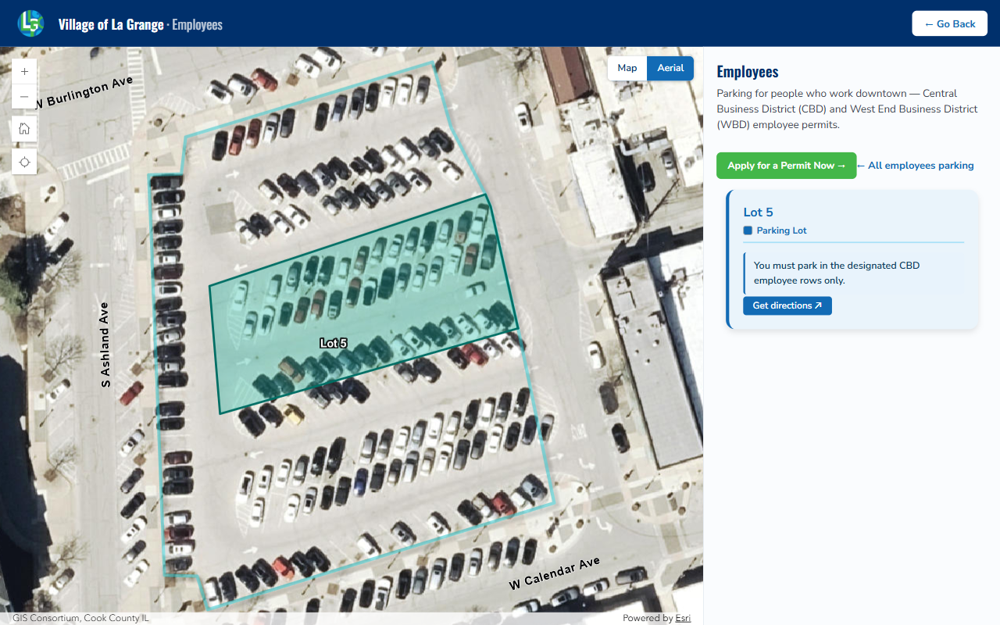 LG
Village of La Grange · Employees
← Go Back
+
−
Map
Aerial
W Burlington Ave
S Ashland Ave
Lot 5
W Calendar Ave
GIS Consortium, Cook County IL
Powered by Esri
Employees
Parking for people who work downtown — Central
Business District (CBD) and West End Business District
(WBD) employee permits.
Apply for a Permit Now →
← All employees parking
Lot 5
Parking Lot
You must park in the designated CBD
employee rows only.
Get directions ↗